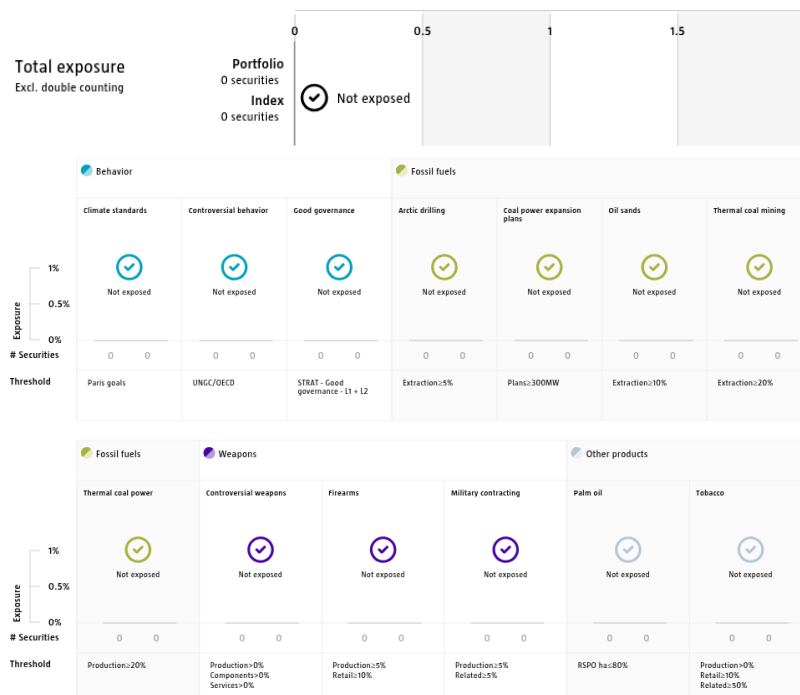 0 0.5 1 1.5
Total exposure
Excl. double counting
Portfolio
0 securities
Index
0 securities
Not exposed
Behavior
Fossil fuels
Climate standards
Controversial behavior
Good governance
Arctic drilling
Coal power expansion
plans
Oil sands
Thermal coal mining
Exposure
1%
0.5%
0%
Not exposed Not exposed Not exposed Not exposed Not exposed Not exposed Not exposed
# Securities 0 0 0 0 0 0 0 0 0 0 0 0 0 0
Threshold
Paris goals
UNGC/OECD
STRAT - Good
governance - L1 + L2
Extraction≥5%
Plans≥300MW
Extraction≥10%
Extraction≥20%
Fossil fuels
Weapons
Other products
Thermal coal power
Controversial weapons
Firearms
Military contracting
Palm oil
Tobacco
Exposure
1%
0.5%
0%
Not exposed Not exposed Not exposed Not exposed Not exposed Not exposed
# Securities 0 0 0 0 0 0 0 0 0 0 0 0
Threshold
Production≥20%
Production>0%
Components>0%
Services>0%
Production≥5%
Retail≥10%
Production≥5%
Related≥5%
RSPO ha≤80%
Production>0%
Retail≥10%
Related≥50%